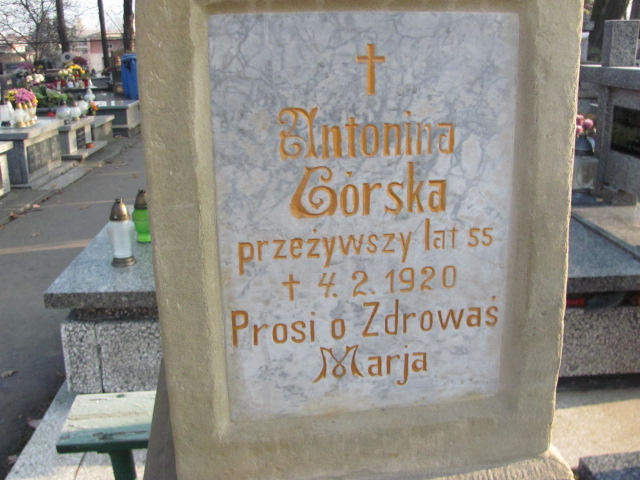 Antonina
Górska
przeżywszy lat 55
† 4. 2. 1920
Prosi o Zdrowaś
Marja